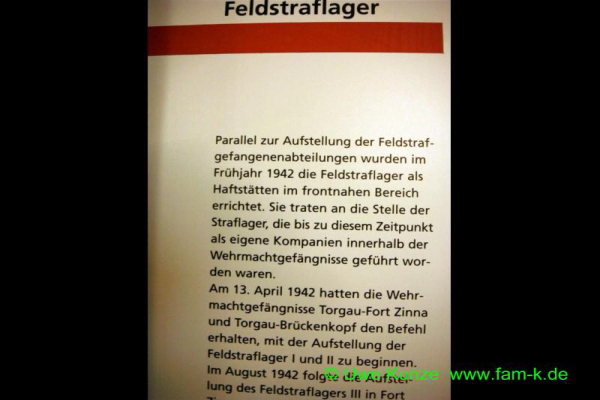 Feldstraflager
Parallel zur Aufstellung der Feldstraf-
gefangenenabteilungen wurden im
Frühjahr 1942 die Feldstraflager als
Haftstätten im frontnahen Bereich
errichtet. Sie traten an die Stelle der
Straflager, die bis zu diesem Zeitpunkt
als eigene Kompanien innerhalb der
Wehrmachtgefängnisse geführt wor-
den waren.
Am 13. April 1942 hatten die Wehr-
machtgefängnisse Torgau-Fort Zinna
und Torgau-Brückenkopf den Befehl
erhalten, mit der Aufstellung der
Feldstraflager I und II zu beginnen.
Im August 1942 folgte die Aufstel-
lung des Feldstraflagers III in Fort
© Uwe Kunze www.fam-k.de